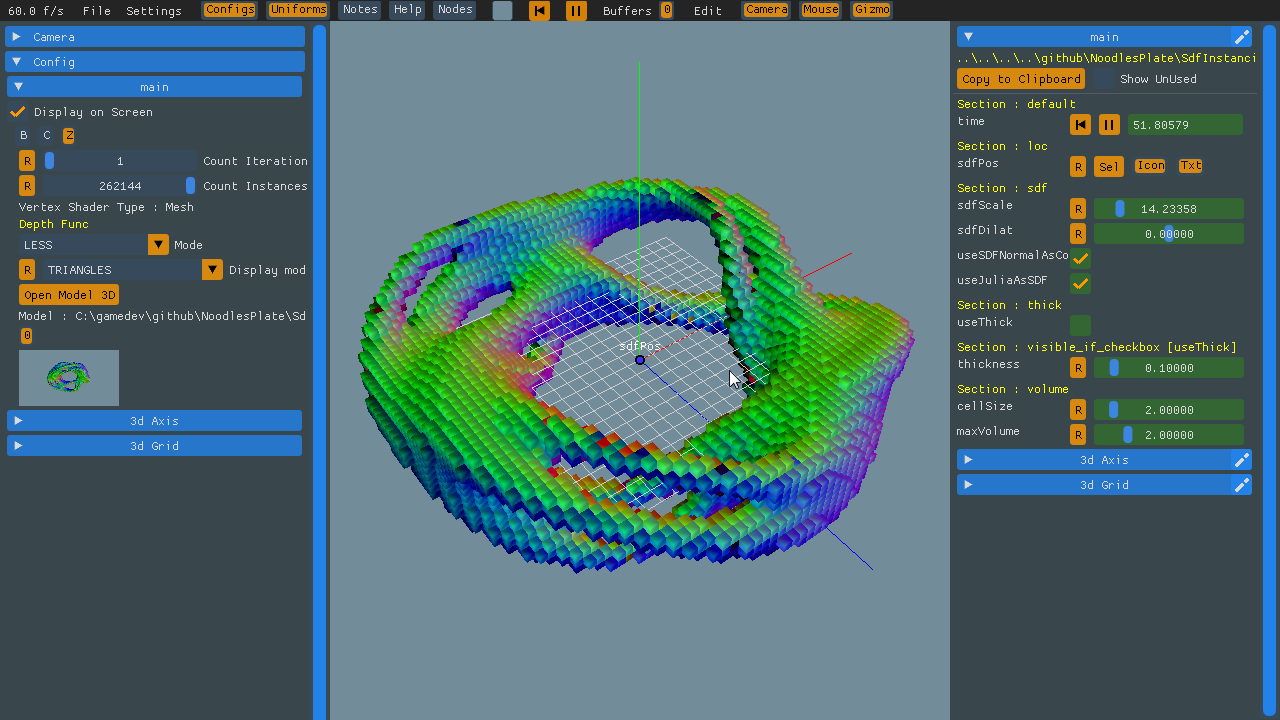 60.0 f/s File Settings Configs Uniforms Notes Help Nodes Buffers 0 Edit Camera Mouse Gizmo
Camera
Config
main
Display on Screen
B C Z
R 1 Count Iteration
R 262144 Count Instances
Vertex Shader Type : Mesh
Depth Func
LESS Mode
R TRIANGLES Display mod
Open Model 3D
Model : C:\gamedev\github\NoodlesPlate\Sd
0
3d Axis
3d Grid
sdfPos
main
..\..\..\..\github\NoodlesPlate\SdfInstanci
Copy to Clipboard Show UnUsed
Section : default
time 51.80579
Section : loc
sdfPos R Sel Icon Txt
Section : sdf
sdfScale R 14.23358
sdfDilat R 0.00000
useSDFNormalAsCo
useJuliaAsSDF
Section : thick
useThick
Section : visible_if_checkbox [useThick]
thickness R 0.10000
Section : volume
cellSize R 2.00000
maxVolume R 2.00000
3d Axis
3d Grid